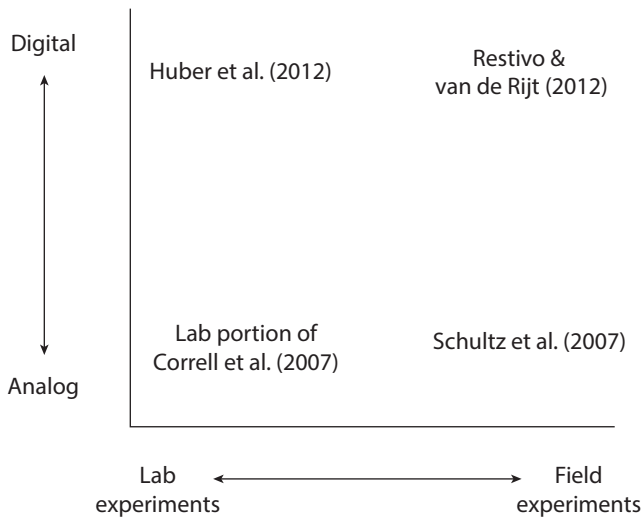 Digital
Huber et al. (2012)
Restivo &
van de Rijt (2012)
Lab portion of
Correll et al. (2007)
Schultz et al. (2007)
Analog
Lab
experiments
Field
experiments